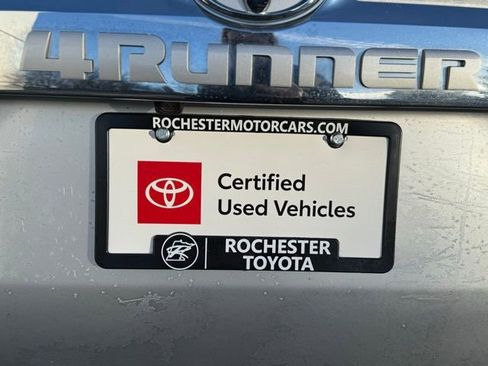 4RUNNER
ROCHESTERMOTORCARS.COM
Certified
Used Vehicles
ROCHESTER
TOYOTA